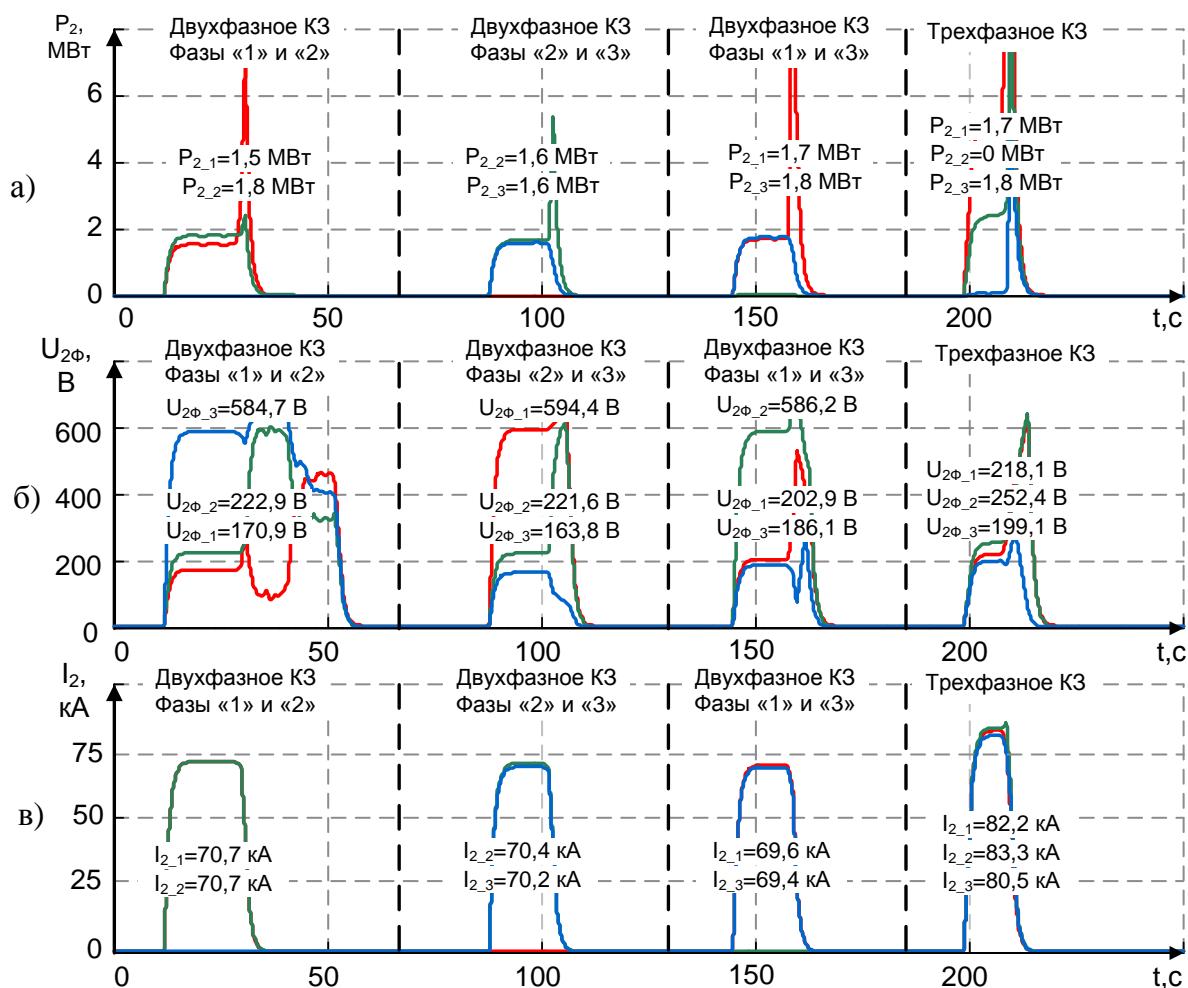 P₂,
МВт
Двухфазное КЗ
Фазы «1» и «2»
Двухфазное КЗ
Фазы «2» и «3»
Двухфазное КЗ
Фазы «1» и «3»
Трехфазное КЗ
6
4
2
0
а)
P₂_₁=1,5 МВт
P₂_₂=1,8 МВт
P₂_₂=1,6 МВт
P₂_₃=1,6 МВт
P₂_₁=1,7 МВт
P₂_₃=1,8 МВт
P₂_₁=1,7 МВт
P₂_₂=0 МВт
P₂_₃=1,8 МВт
0
50
100
150
200
t,с
U₂Ф,
В
Двухфазное КЗ
Фазы «1» и «2»
Двухфазное КЗ
Фазы «2» и «3»
Двухфазное КЗ
Фазы «1» и «3»
Трехфазное КЗ
600
400
200
0
б)
U₂Ф_₃=584,7 В
U₂Ф_₂=222,9 В
U₂Ф_₁=170,9 В
U₂Ф_₁=594,4 В
U₂Ф_₂=221,6 В
U₂Ф_₃=163,8 В
U₂Ф_₂=586,2 В
U₂Ф_₁=202,9 В
U₂Ф_₃=186,1 В
U₂Ф_₁=218,1 В
U₂Ф_₂=252,4 В
U₂Ф_₃=199,1 В
0
50
100
150
200
t,с
I₂,
кА
Двухфазное КЗ
Фазы «1» и «2»
Двухфазное КЗ
Фазы «2» и «3»
Двухфазное КЗ
Фазы «1» и «3»
Трехфазное КЗ
75
50
25
0
в)
I₂_₁=70,7 кА
I₂_₂=70,7 кА
I₂_₂=70,4 кА
I₂_₃=70,2 кА
I₂_₁=69,6 кА
I₂_₃=69,4 кА
I₂_₁=82,2 кА
I₂_₂=83,3 кА
I₂_₃=80,5 кА
0
50
100
150
200
t,с